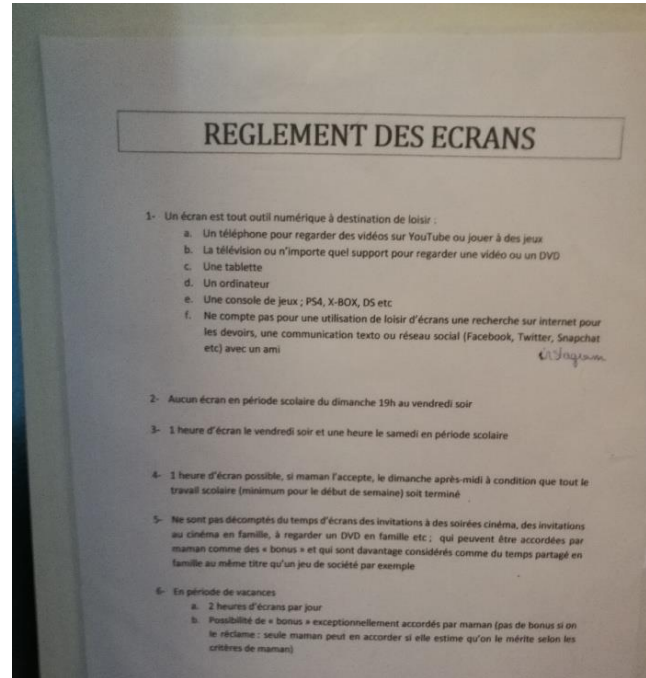 REGLEMENT DES ECRANS
1- Un écran est tout outil numérique à destination de loisir :
a. Un téléphone pour regarder des vidéos sur YouTube ou jouer à des jeux
b. La télévision ou n'importe quel support pour regarder une vidéo ou un DVD
c. Une tablette
d. Un ordinateur
e. Une console de jeux ; PS4, X-BOX, DS etc
f. Ne compte pas pour une utilisation de loisir d'écrans une recherche sur internet pour
les devoirs, une communication texto ou réseau social (Facebook, Twitter, Snapchat
etc) avec un ami
instagram
2- Aucun écran en période scolaire du dimanche 19h au vendredi soir
3- 1 heure d'écran le vendredi soir et une heure le samedi en période scolaire
4- 1 heure d'écran possible, si maman l'accepte, le dimanche après-midi à condition que tout le
travail scolaire (minimum pour le début de semaine) soit terminé
5- Ne sont pas décomptés du temps d'écrans des invitations à des soirées cinéma, des invitations
au cinéma en famille, à regarder un DVD en famille etc ; qui peuvent être accordées par
maman comme des « bonus » et qui sont davantage considérés comme du temps partagé en
famille au même titre qu'un jeu de société par exemple
6- En période de vacances
a. 2 heures d'écrans par jour
b. Possibilité de « bonus » exceptionnellement accordés par maman (pas de bonus si on
le réclame : seule maman peut en accorder si elle estime qu'on le mérite selon les
critères de maman)